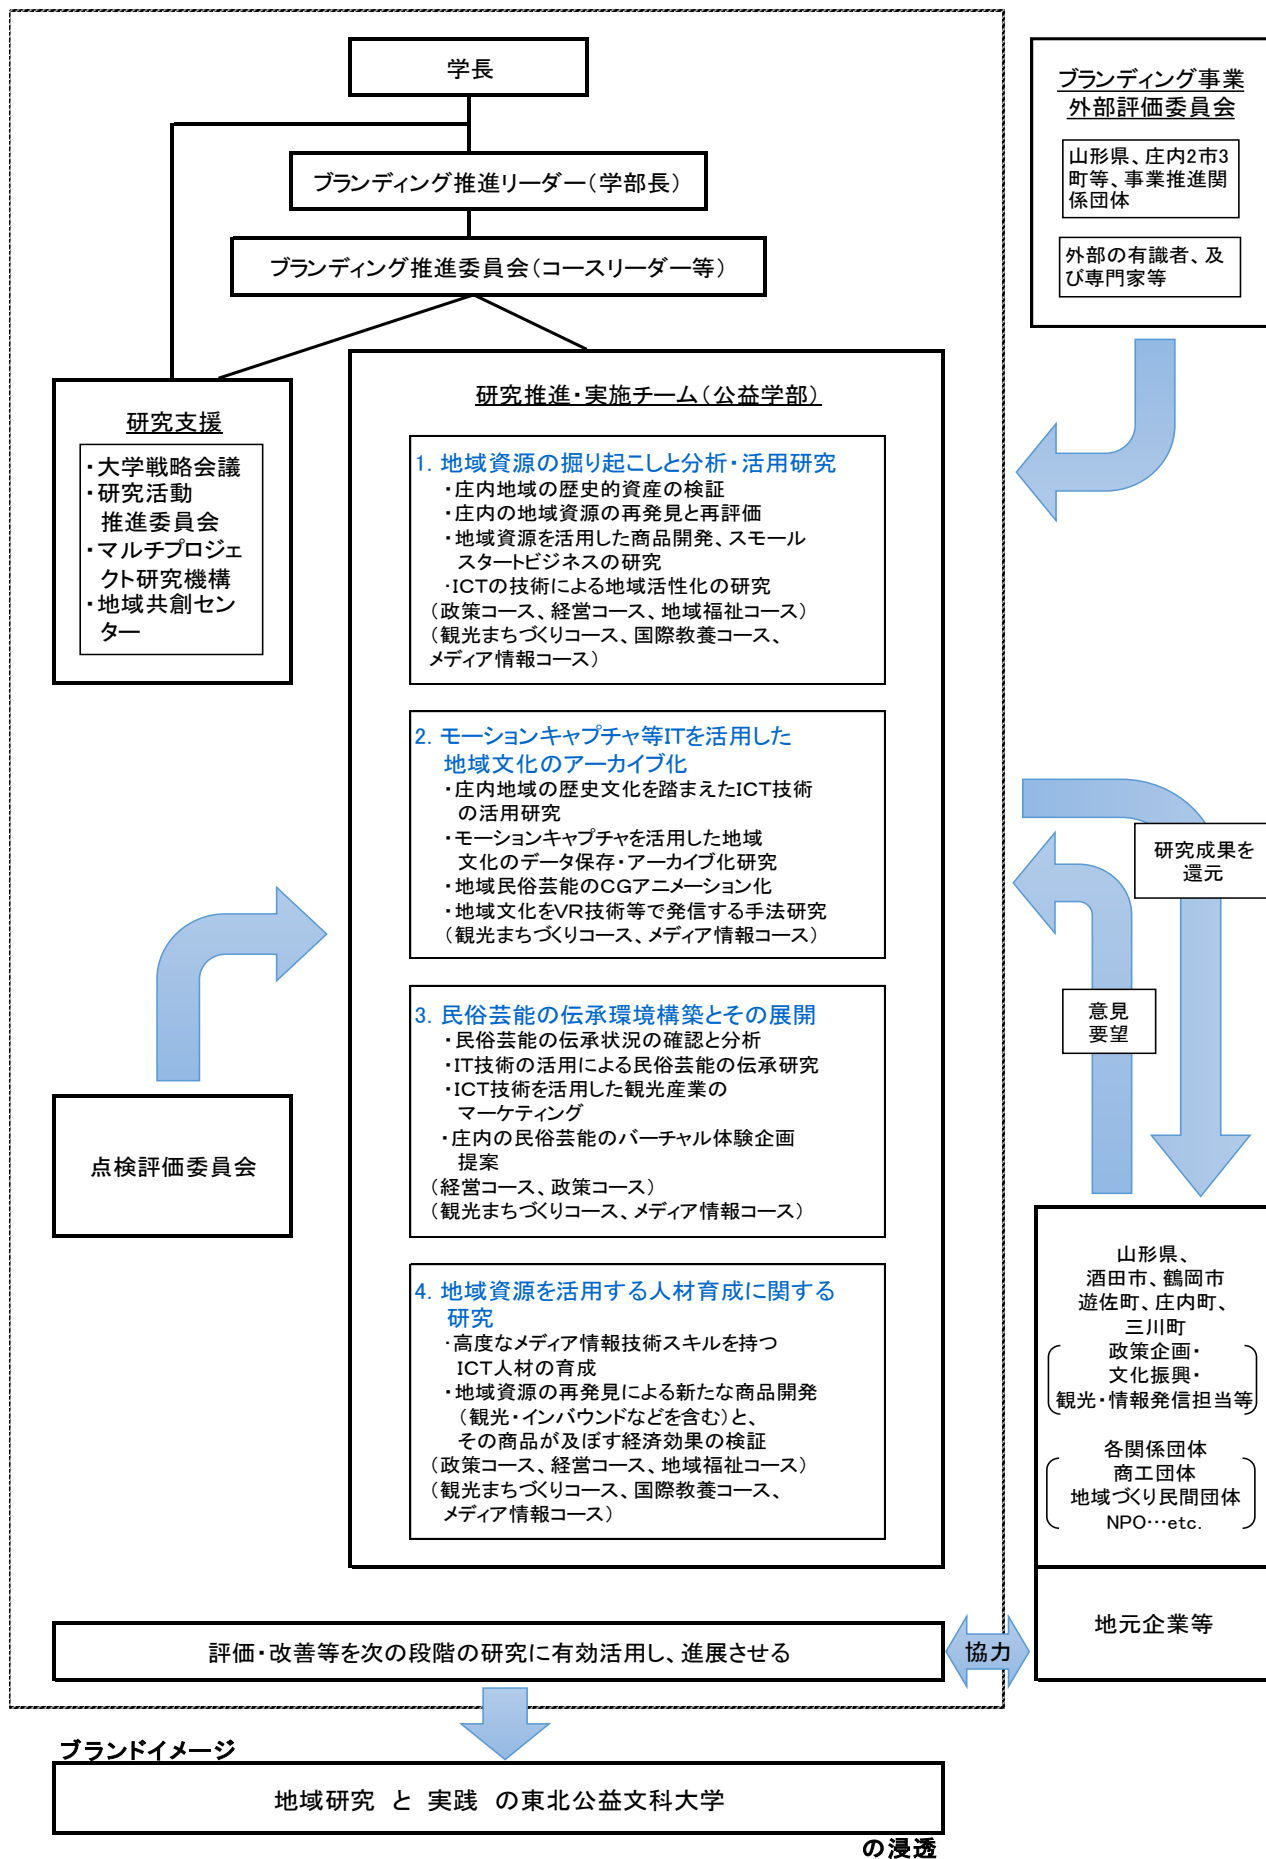 学長
ブランディング推進リーダー(学部長)
ブランディング推進委員会(コースリーダー等)
ブランディング事業
外部評価委員会
山形県、庄内2市3
町等、事業推進関
係団体
外部の有識者、及
び専門家等
研究支援
・大学戦略会議
・研究活動
推進委員会
・マルチプロジェ
クト研究機構
・地域共創セン
ター
研究推進・実施チーム(公益学部)
1. 地域資源の掘り起こしと分析・活用研究
・庄内地域の歴史的資産の検証
・庄内の地域資源の再発見と再評価
・地域資源を活用した商品開発、スモール
スタートビジネスの研究
・ICTの技術による地域活性化の研究
(政策コース、経営コース、地域福祉コース)
(観光まちづくりコース、国際教養コース、
メディア情報コース)
2. モーションキャプチャ等ITを活用した
地域文化のアーカイブ化
・庄内地域の歴史文化を踏まえたICT技術
の活用研究
・モーションキャプチャを活用した地域
文化のデータ保存・アーカイブ化研究
・地域民俗芸能のCGアニメーション化
・地域文化をVR技術等で発信する手法研究
(観光まちづくりコース、メディア情報コース)
3. 民俗芸能の伝承環境構築とその展開
・民俗芸能の伝承状況の確認と分析
・IT技術の活用による民俗芸能の伝承研究
・ICT技術を活用した観光産業の
マーケティング
・庄内の民俗芸能のバーチャル体験企画
提案
(経営コース、政策コース)
(観光まちづくりコース、メディア情報コース)
4. 地域資源を活用する人材育成に関する
研究
・高度なメディア情報技術スキルを持つ
ICT人材の育成
・地域資源の再発見による新たな商品開発
(観光・インバウンドなどを含む)と、
その商品が及ぼす経済効果の検証
(政策コース、経営コース、地域福祉コース)
(観光まちづくりコース、国際教養コース、
メディア情報コース)
点検評価委員会
研究成果を
還元
意見
要望
山形県、
酒田市、鶴岡市
遊佐町、庄内町、
三川町
政策企画・
文化振興・
観光・情報発信担当等
各関係団体
商工団体
地域づくり民間団体
NPO…etc.
地元企業等
評価・改善等を次の段階の研究に有効活用し、進展させる
協力
ブランドイメージ
地域研究 と 実践 の東北公益文科大学
の浸透